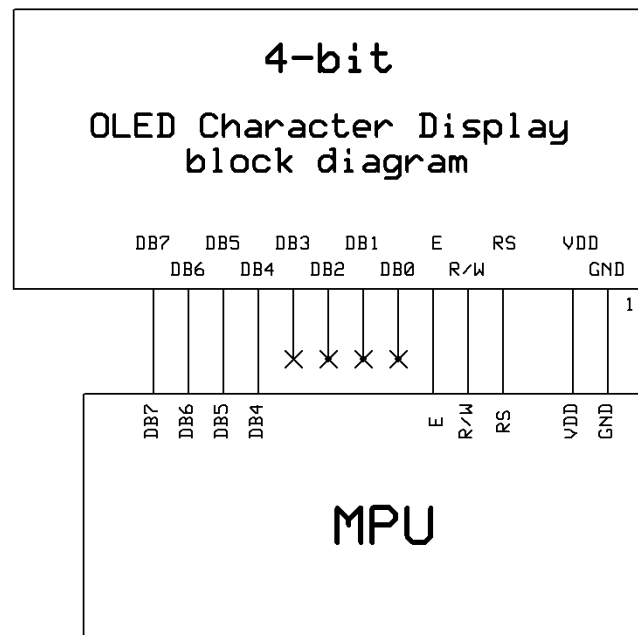 4-bit
OLED Character Display
block diagram
DB7 DB5 DB3 DB1 E RS VDD
DB6 DB4 DB2 DB0 R/W GND
1
DB7 DB6 DB5 DB4 E R/W RS VDD GND
MPU